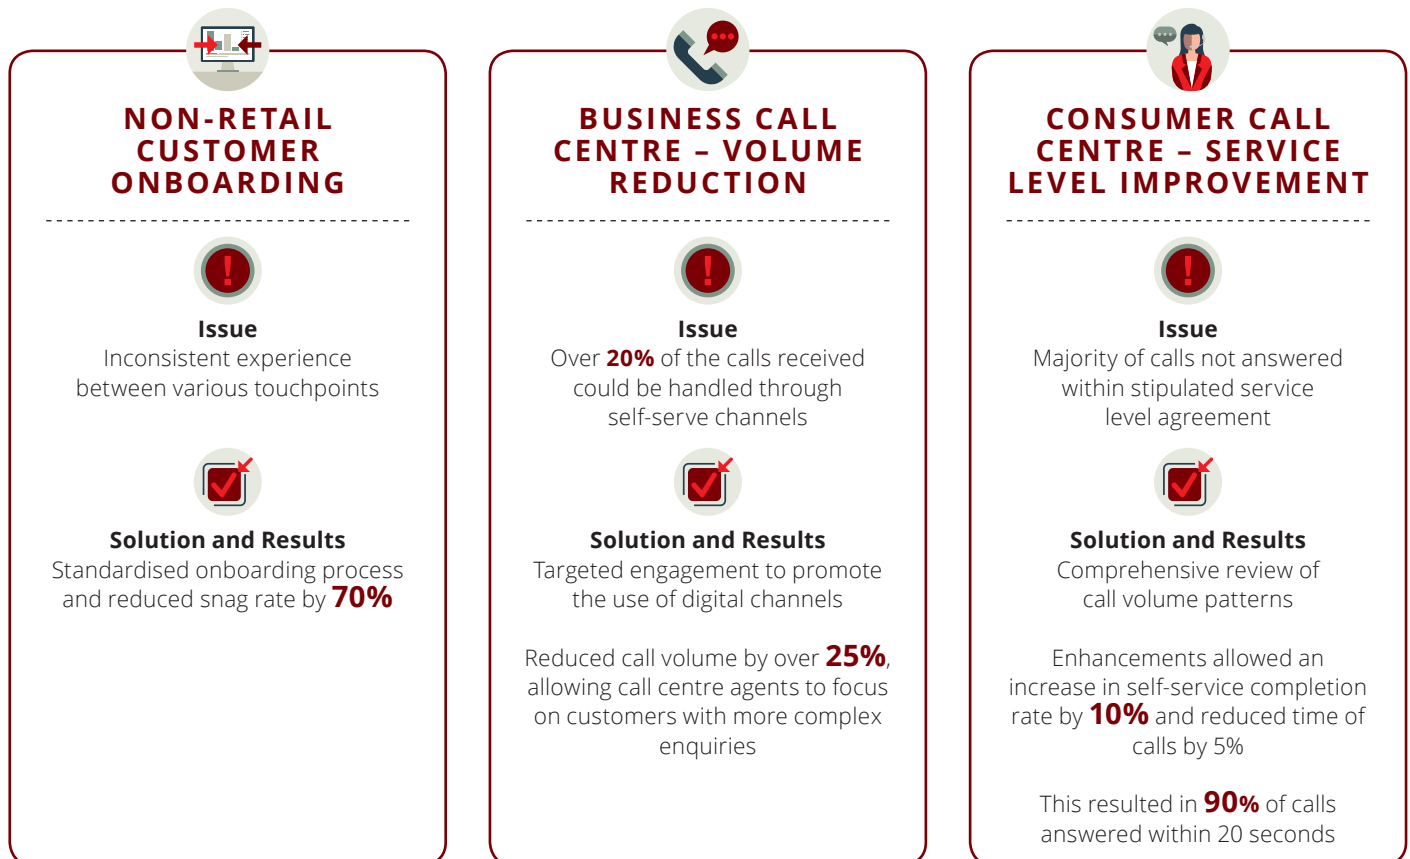 NON-RETAIL
CUSTOMER
ONBOARDING
Issue
Inconsistent experience
between various touchpoints
Solution and Results
Standardised onboarding process
and reduced snag rate by 70%
BUSINESS CALL
CENTRE – VOLUME
REDUCTION
Issue
Over 20% of the calls received
could be handled through
self-serve channels
Solution and Results
Targeted engagement to promote
the use of digital channels
Reduced call volume by over 25%,
allowing call centre agents to focus
on customers with more complex
enquiries
CONSUMER CALL
CENTRE – SERVICE
LEVEL IMPROVEMENT
Issue
Majority of calls not answered
within stipulated service
level agreement
Solution and Results
Comprehensive review of
call volume patterns
Enhancements allowed an
increase in self-service completion
rate by 10% and reduced time of
calls by 5%
This resulted in 90% of calls
answered within 20 seconds